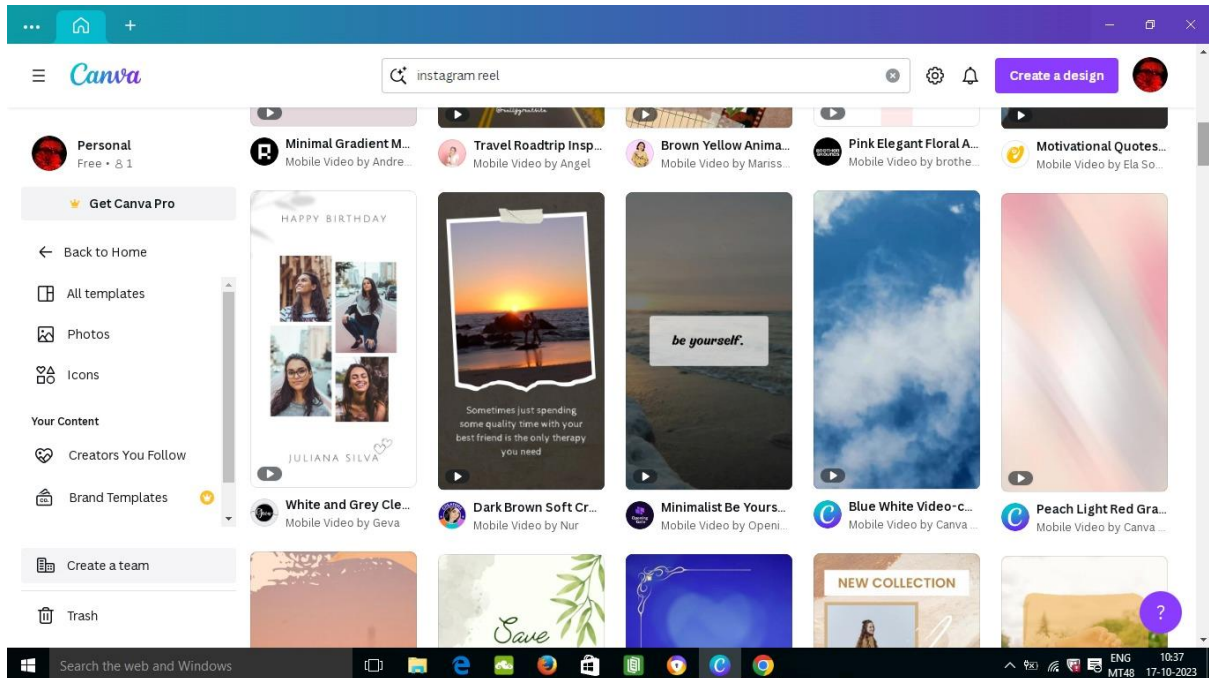 Canva
instagram reel
Create a design
Personal
Free • 1
Get Canva Pro
Back to Home
All templates
Photos
Icons
Your Content
Creators You Follow
Brand Templates
Create a team
Trash
Minimal Gradient M...
Mobile Video by Andre...
Travel Roadtrip Insp...
Mobile Video by Angel
Brown Yellow Anima...
Mobile Video by Mariss...
Pink Elegant Floral A...
Mobile Video by brothe...
Motivational Quotes...
Mobile Video by Ela So...
HAPPY BIRTHDAY
JULIANA SILVA
White and Grey Cle...
Mobile Video by Geva
Sometimes just spending
some quality time with your
best friend is the only therapy
you need
Dark Brown Soft Cr...
Mobile Video by Nur
be yourself.
Minimalist Be Yours...
Mobile Video by Openi...
Blue White Video-c...
Mobile Video by Canva ...
Peach Light Red Gra...
Mobile Video by Canva ...
Save
NEW COLLECTION
?
Search the web and Windows
ENG
MT48
10:37
17-10-2023